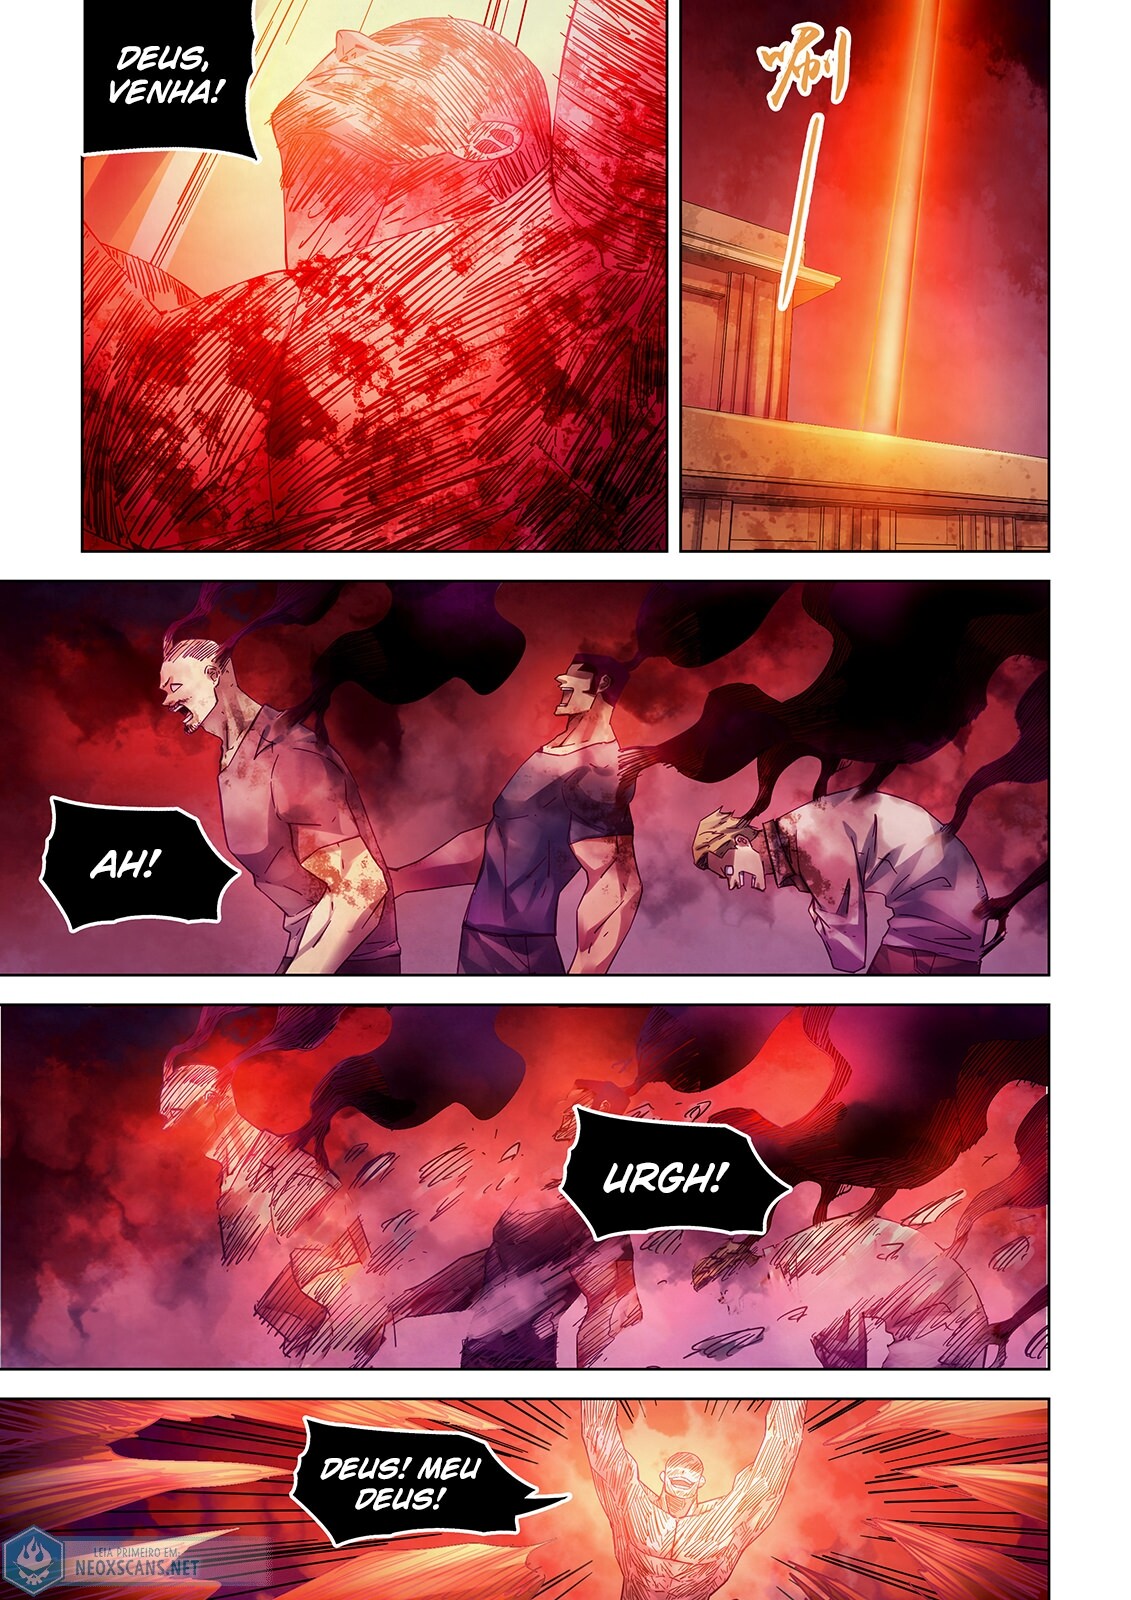 DEUS,
VENHA!
唰
AH!
URGH!
DEUS! MEU
DEUS!
LEIA PRIMEIRO EM:
NEOXSCANS.NET